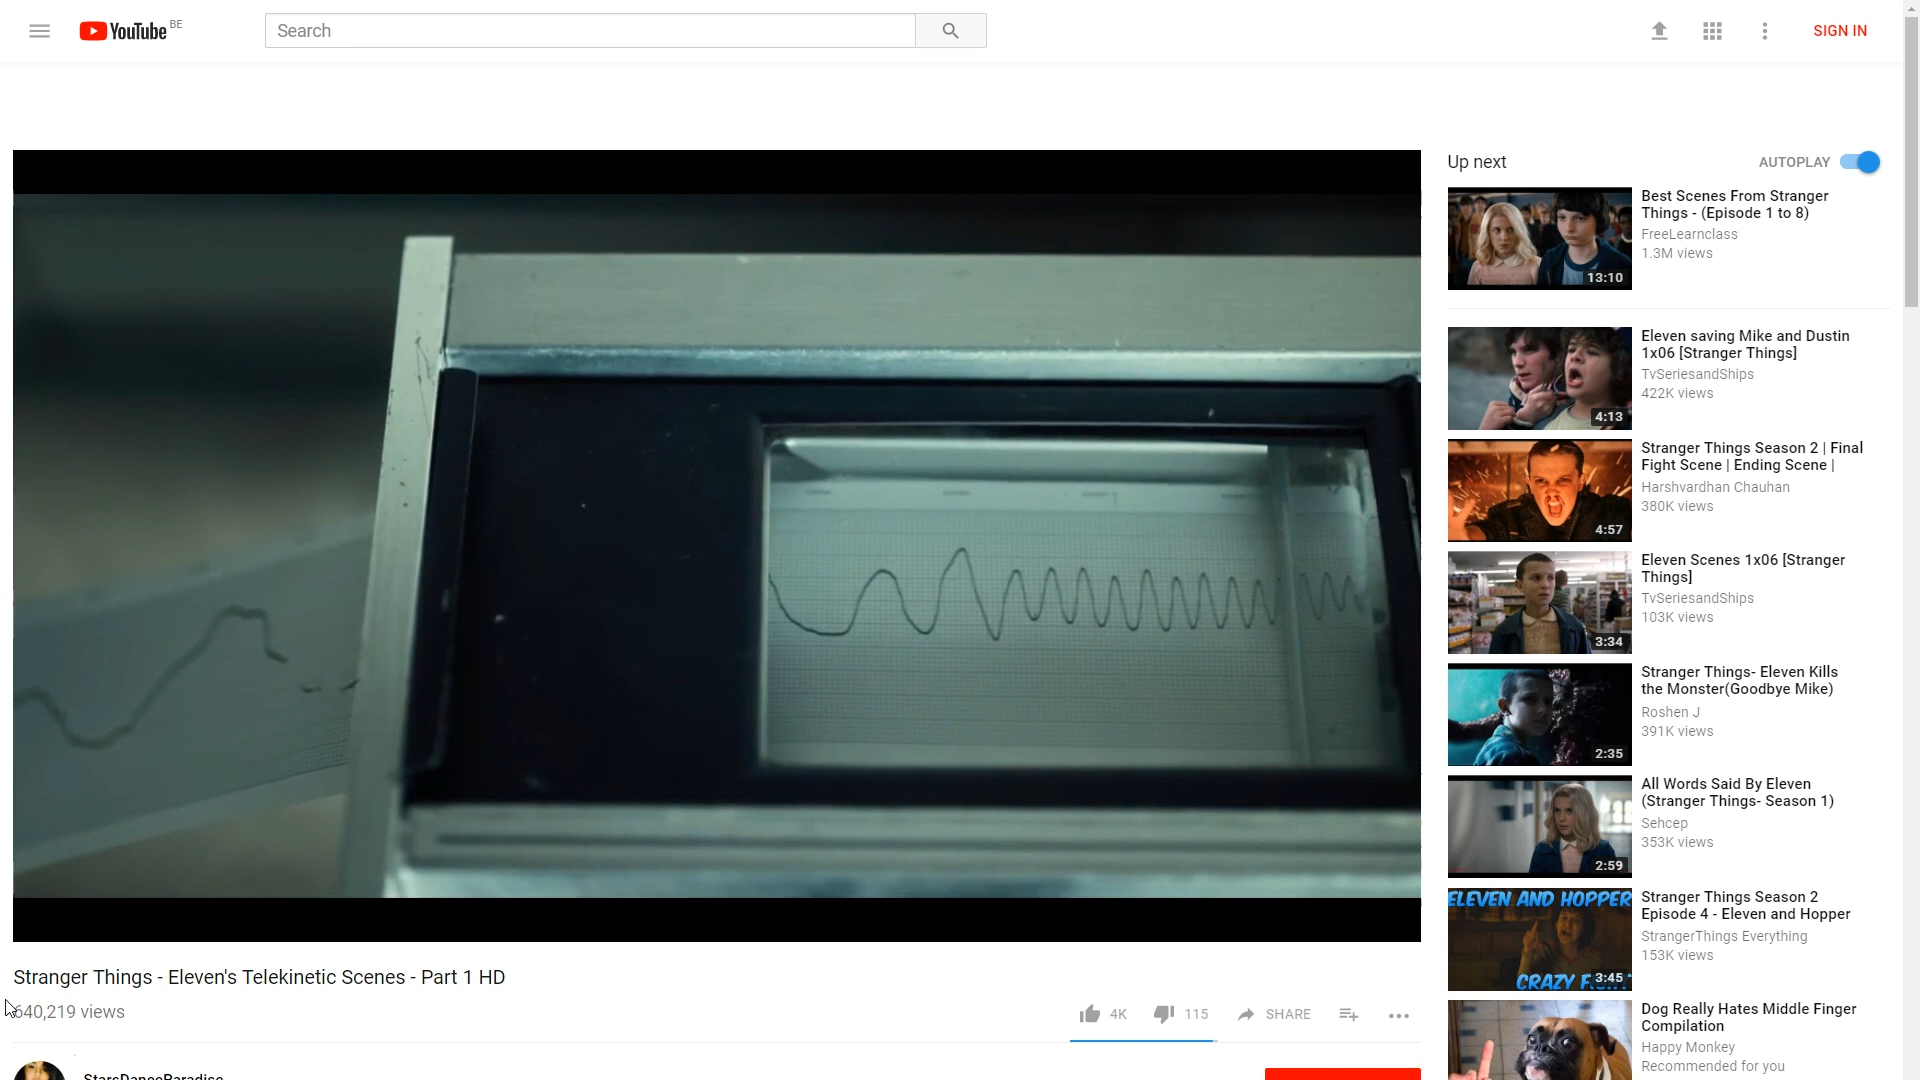 YouTube BE
Search
SIGN IN
Up next
AUTOPLAY
Best Scenes From Stranger
Things - (Episode 1 to 8)
FreeLearnclass
1.3M views
13:10
Eleven saving Mike and Dustin
1x06 [Stranger Things]
TvSeriesandShips
422K views
4:13
Stranger Things Season 2 | Final
Fight Scene | Ending Scene |
Harshvardhan Chauhan
380K views
4:57
Eleven Scenes 1x06 [Stranger
Things]
TvSeriesandShips
103K views
3:34
Stranger Things- Eleven Kills
the Monster(Goodbye Mike)
Roshen J
391K views
2:35
All Words Said By Eleven
(Stranger Things- Season 1)
Sehcep
353K views
2:59
Stranger Things Season 2
Episode 4 - Eleven and Hopper
StrangerThings Everything
153K views
ELEVEN AND HOPPER
CRAZY
3:45
Dog Really Hates Middle Finger
Compilation
Happy Monkey
Recommended for you
Stranger Things - Eleven's Telekinetic Scenes - Part 1 HD
640,219 views
4K
115
SHARE
StarsDanceParadise